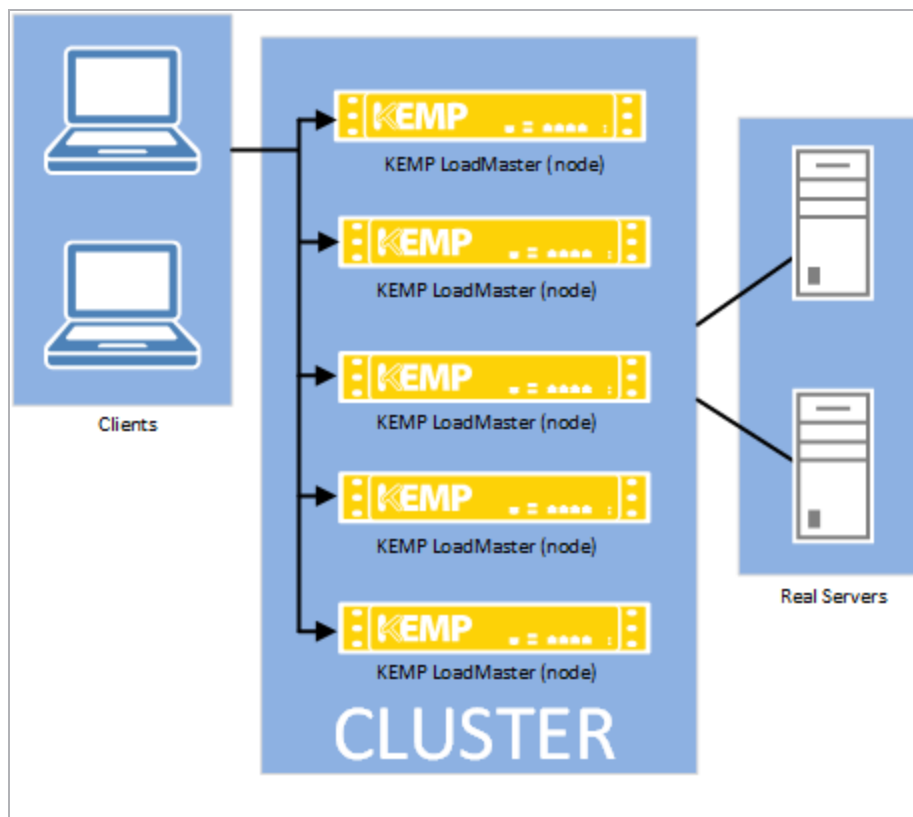 Clients
KEMP
KEMP LoadMaster (node)
KEMP
KEMP LoadMaster (node)
KEMP
KEMP LoadMaster (node)
KEMP
KEMP LoadMaster (node)
KEMP
KEMP LoadMaster (node)
CLUSTER
Real Servers